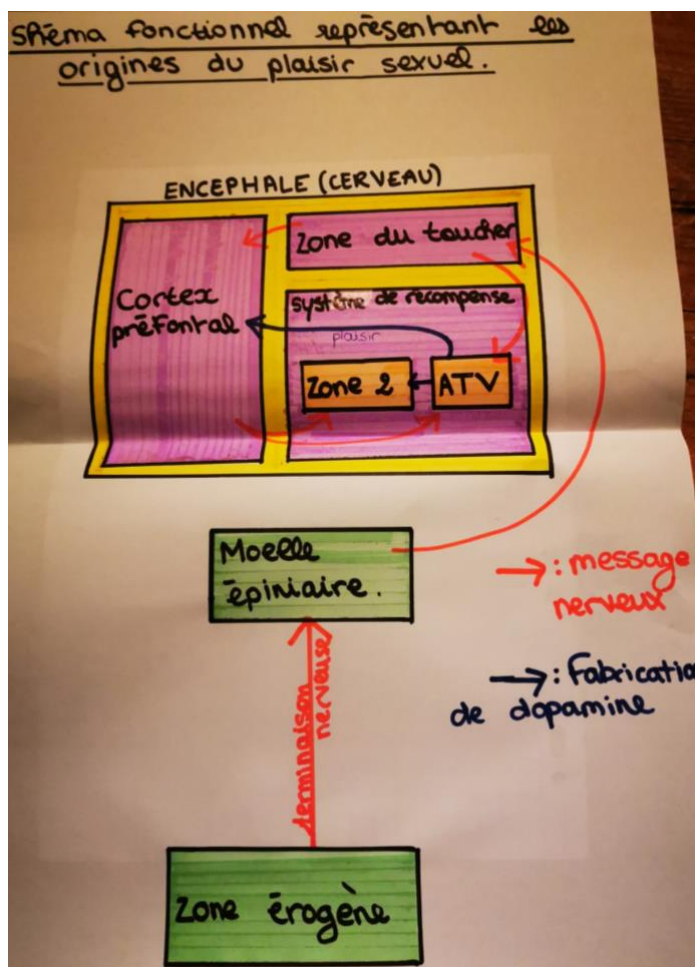 Shéma fonctionnel représentant les
origines du plaisir sexuel.
ENCEPHALE (CERVEAU)
Zone du toucher
Cortex
préfontal
système de récompense
plaisir
Zone 2
ATV
Moelle
épiniaire.
→: message
nerveux
terminaison
nerveuse
→: Fabricatio
de dopamine
Zone érogène